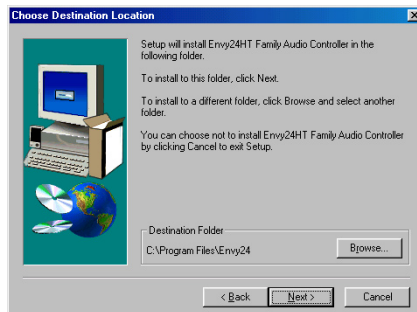 Choose Destination Location
Setup will install Envy24HT Family Audio Controller in the
following folder.
To install to this folder, click Next.
To install to a different folder, click Browse and select another
folder.
You can choose not to install Envy24HT Family Audio Controller
by clicking Cancel to exit Setup.
Destination Folder
C:\Program Files\Envy24
Browse...
< Back
Next >
Cancel